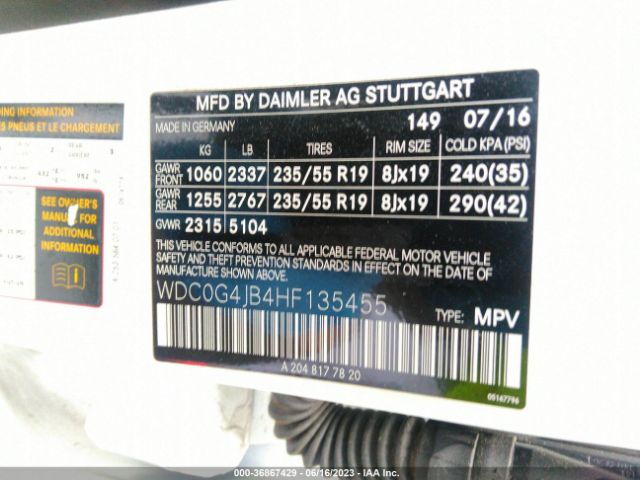 DING INFORMATION
ES PNEUS ET LE CHARGEMENT
SEE OWNER'S
MANUAL FOR
ADDITIONAL
INFORMATION
MFD BY DAIMLER AG STUTTGART
MADE IN GERMANY 149 07/16
KG LB TIRES RIM SIZE COLD KPA (PSI)
GAWR FRONT 1060 2337 235/55 R19 8Jx19 240(35)
GAWR REAR 1255 2767 235/55 R19 8Jx19 290(42)
GVWR 2315 5104
THIS VEHICLE CONFORMS TO ALL APPLICABLE FEDERAL MOTOR VEHICLE
SAFETY AND THEFT PREVENTION STANDARDS IN EFFECT ON THE DATE
OF MANUFACTURE SHOWN ABOVE.
WDC0G4JB4HF135455
TYPE: MPV
A 204 817 78 20
05167796
000-36867429 - 06/16/2023 - IAA Inc.